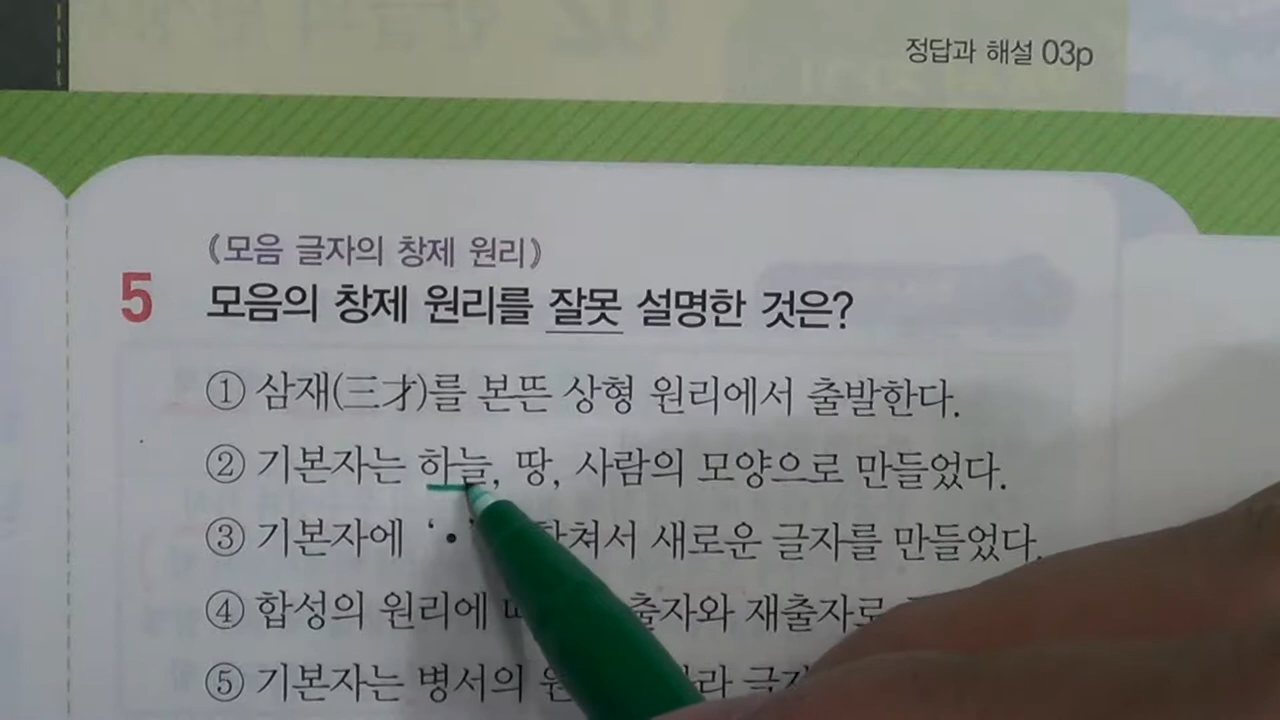 정답과 해설 03p
《모음 글자의 창제 원리》
5 모음의 창제 원리를 잘못 설명한 것은?
① 삼재(三才)를 본뜬 상형 원리에서 출발한다.
② 기본자는 하늘, 땅, 사람의 모양으로 만들었다.
③ 기본자에 ‘•’ 합쳐서 새로운 글자를 만들었다.
④ 합성의 원리에 재출자로
⑤ 기본자는 병서의